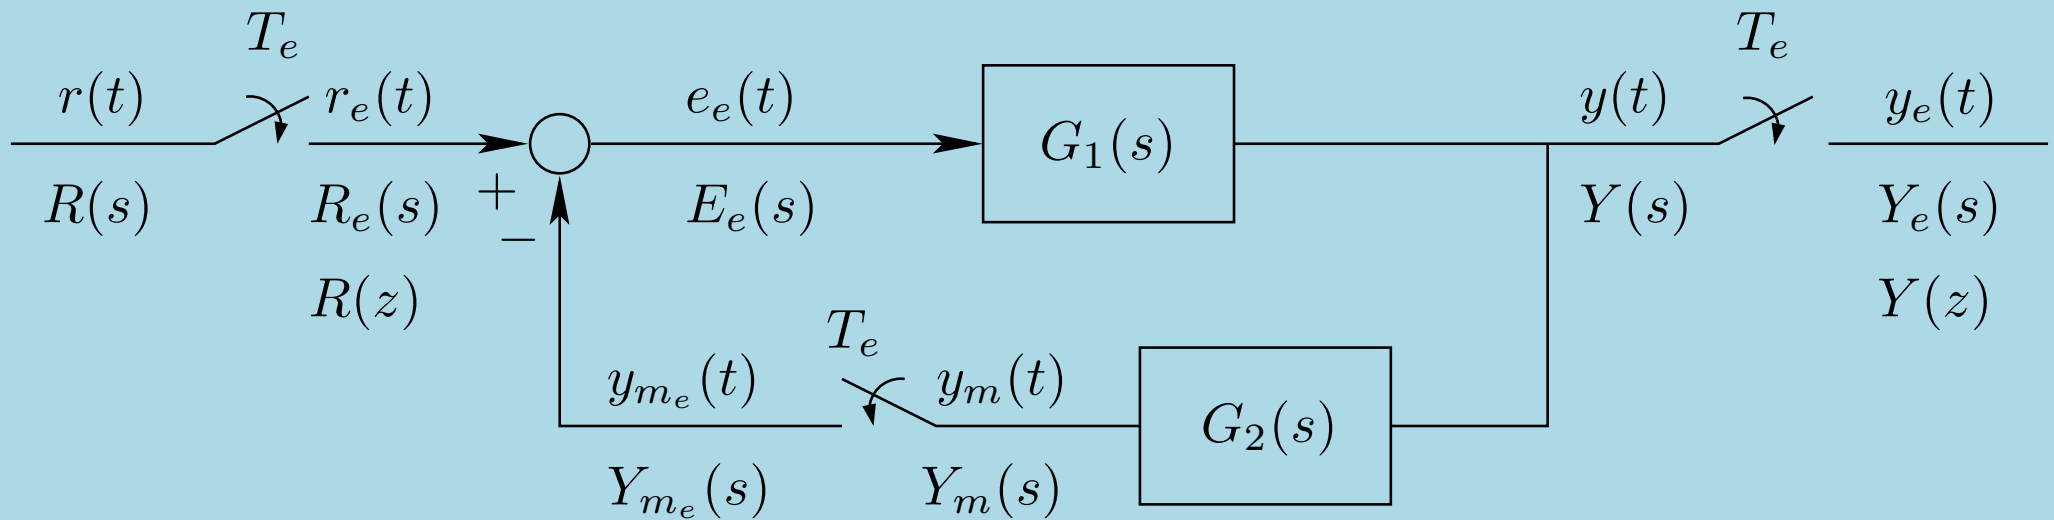 T_e T_e
r(t) r_e(t) e_e(t) y(t) y_e(t)
G_1(s)
R(s) R_e(s) + E_e(s) Y(s) Y_e(s)
−
R(z) Y(z)
T_e
y_{m_e}(t) y_m(t)
G_2(s)
Y_{m_e}(s) Y_m(s)